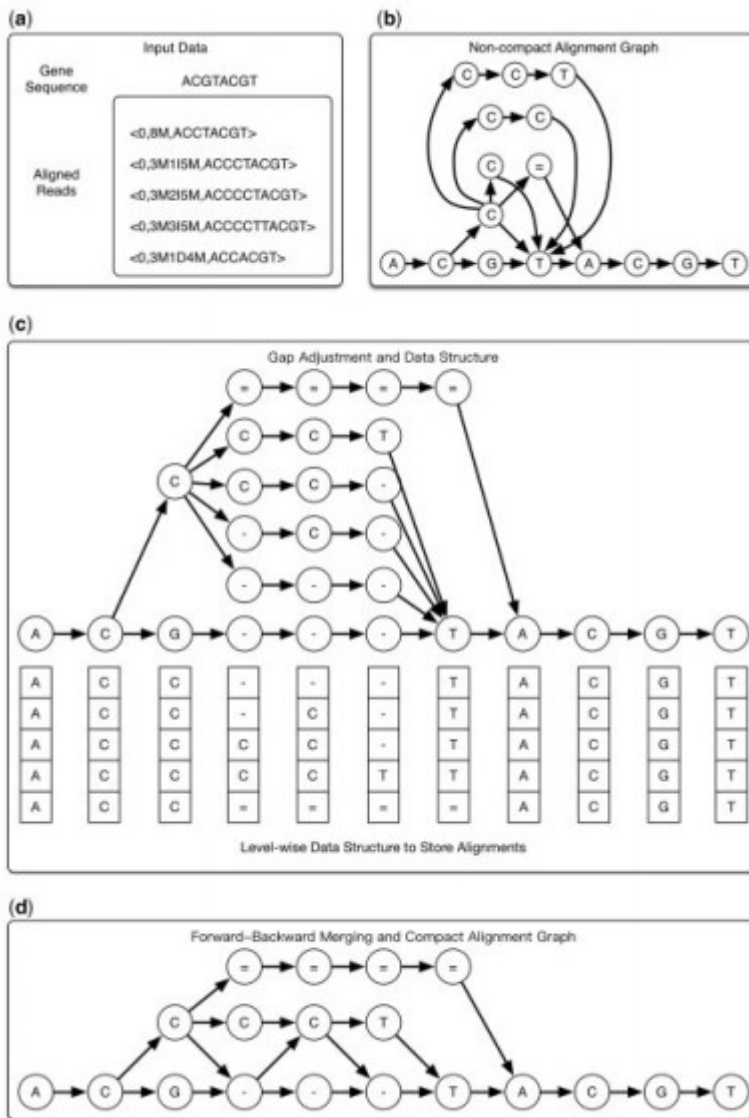 (a)
Input Data
Gene Sequence
ACGTACGT
Aligned Reads
<0,8M,ACCTACGT>
<0,3M1I5M,ACCCTACGT>
<0,3M2I5M,ACCCCTACGT>
<0,3M3I5M,ACCCCTTACGT>
<0,3M1D4M,ACCACGT>
(b)
Non-compact Alignment Graph
C C T
C C
C =
C
A C G T A C G T
(c)
Gap Adjustment and Data Structure
= = = =
C C T
C
C C -
- C -
- - -
A C G - - - T A C G T
A C C - - - T A C G T
A C C - C - T A C G T
A C C C C - T A C G T
A C C C C T T A C G T
A C C = = = = A C G T
Level-wise Data Structure to Store Alignments
(d)
Forward–Backward Merging and Compact Alignment Graph
= = = =
C C C T
A C G - - - T A C G T